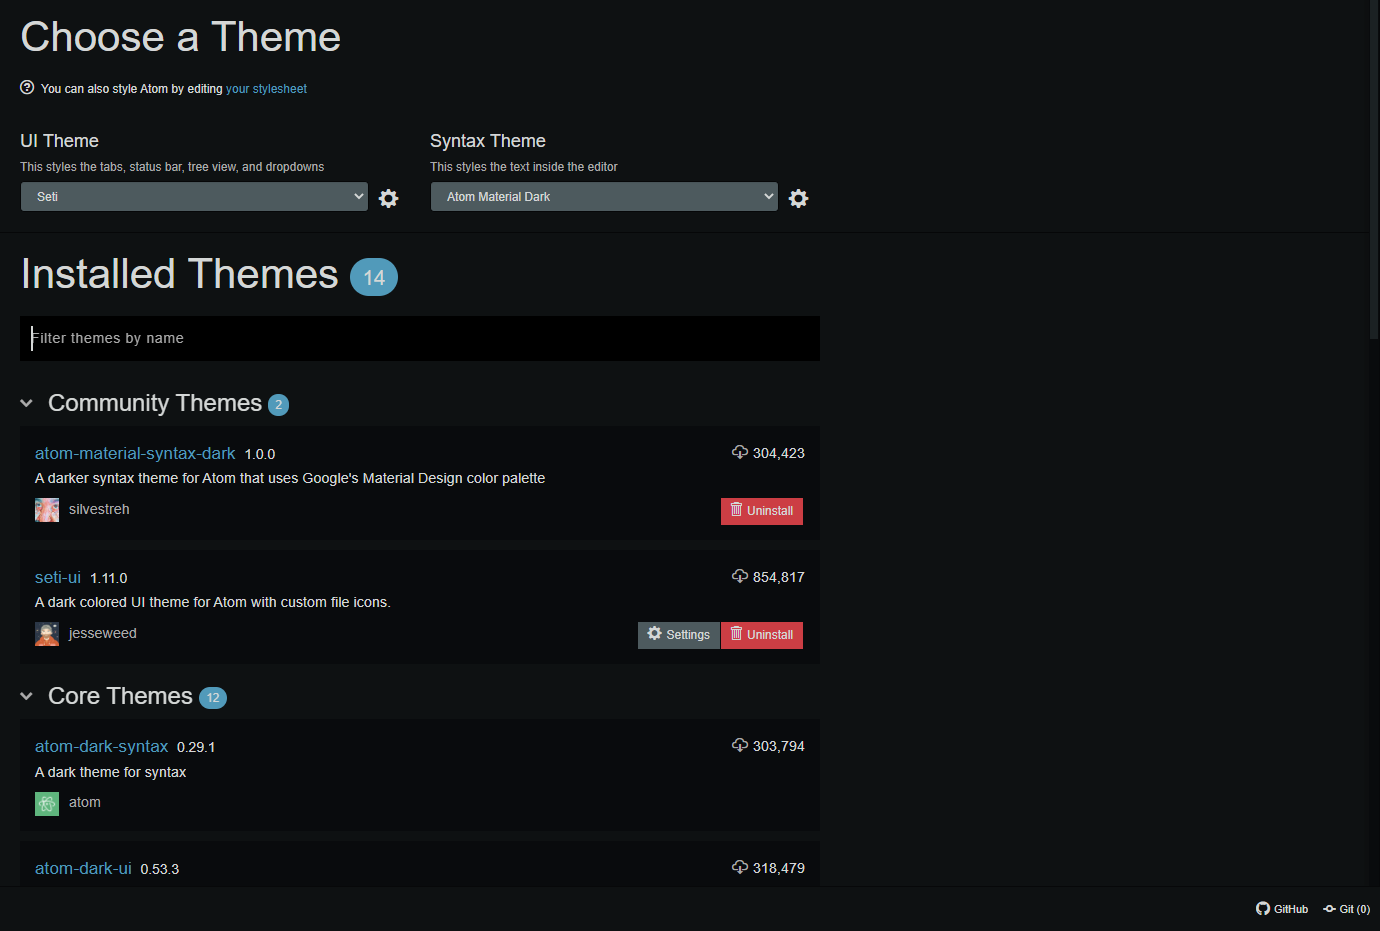 Choose a Theme
You can also style Atom by editing your stylesheet
UI Theme
This styles the tabs, status bar, tree view, and dropdowns
Seti
Syntax Theme
This styles the text inside the editor
Atom Material Dark
Installed Themes 14
Filter themes by name
Community Themes 2
atom-material-syntax-dark 1.0.0 304,423
A darker syntax theme for Atom that uses Google's Material Design color palette
silvestreh Uninstall
seti-ui 1.11.0 854,817
A dark colored UI theme for Atom with custom file icons.
jesseweed Settings Uninstall
Core Themes 12
atom-dark-syntax 0.29.1 303,794
A dark theme for syntax
atom
atom-dark-ui 0.53.3 318,479
GitHub Git (0)